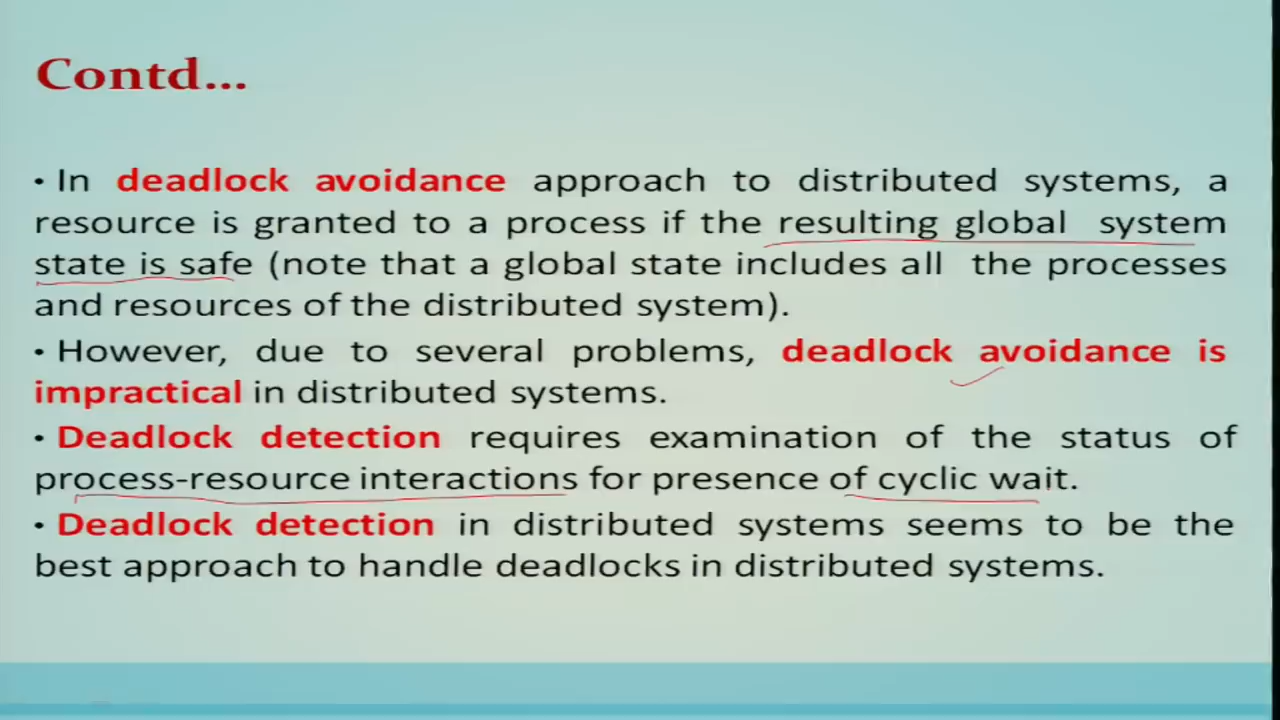 Contd...
• In deadlock avoidance approach to distributed systems, a
resource is granted to a process if the resulting global system
state is safe (note that a global state includes all the processes
and resources of the distributed system).
• However, due to several problems, deadlock avoidance is
impractical in distributed systems.
• Deadlock detection requires examination of the status of
process-resource interactions for presence of cyclic wait.
• Deadlock detection in distributed systems seems to be the
best approach to handle deadlocks in distributed systems.